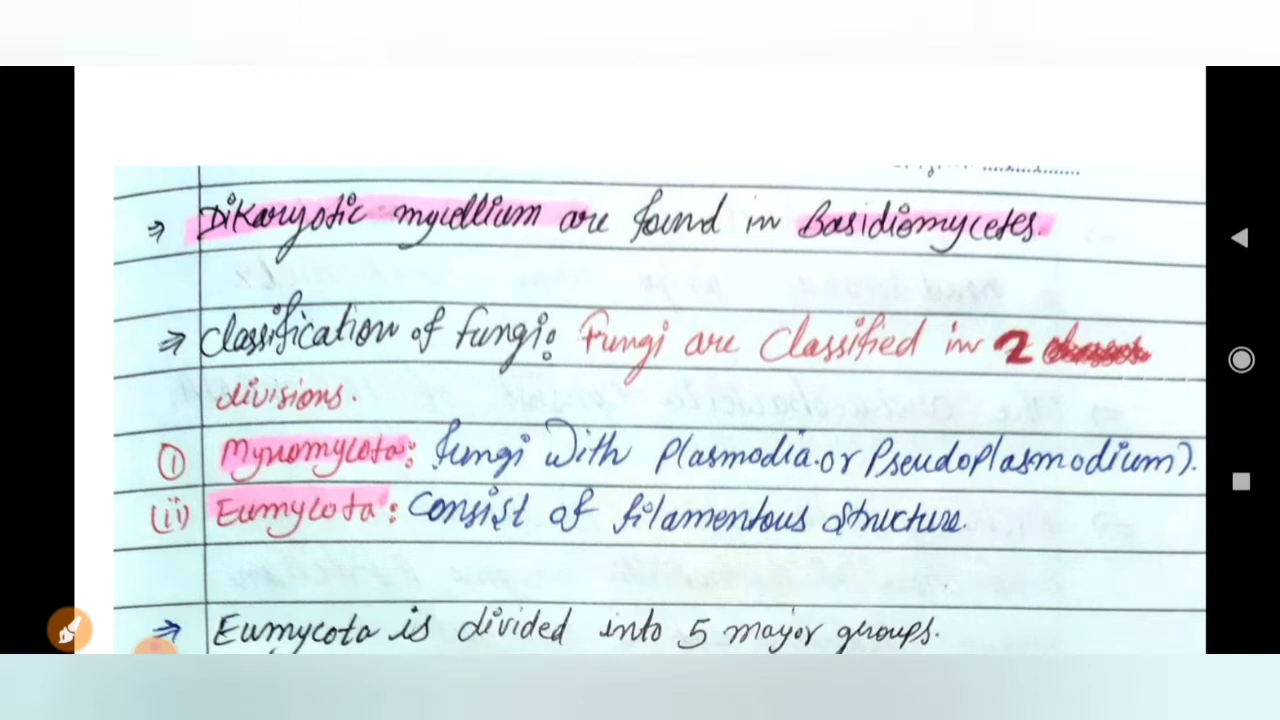 ⇒ Dikaryotic mycellium are found in Basidiomycetes.
⇒ Classification of fungi: Fungi are Classified in 2
divisions.
(i) Myxomycota: fungi with Plasmodia or Pseudoplasmodium).
(ii) Eumycota: Consist of filamentous structure.
⇒ Eumycota is divided into 5 major groups.